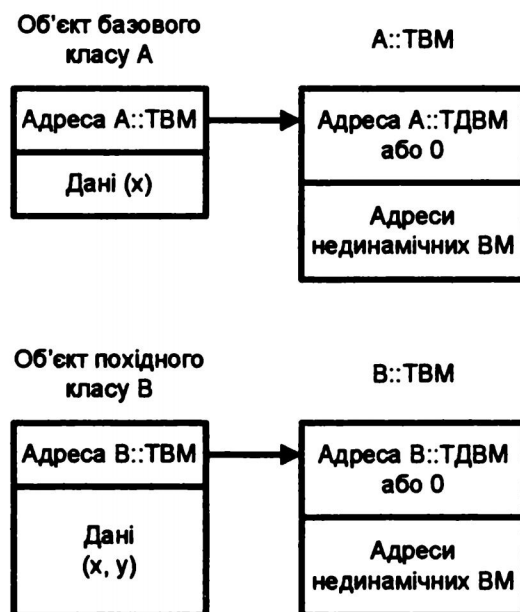 Об'єкт базового
класу А
А::ТВМ
Адреса А::ТВМ
Дані (x)
Адреса А::ТДВМ
або 0
Адреси
нединамічних ВМ
Об'єкт похідного
класу В
В::ТВМ
Адреса В::ТВМ
Дані
(x, y)
Адреса В::ТДВМ
або 0
Адреси
нединамічних ВМ